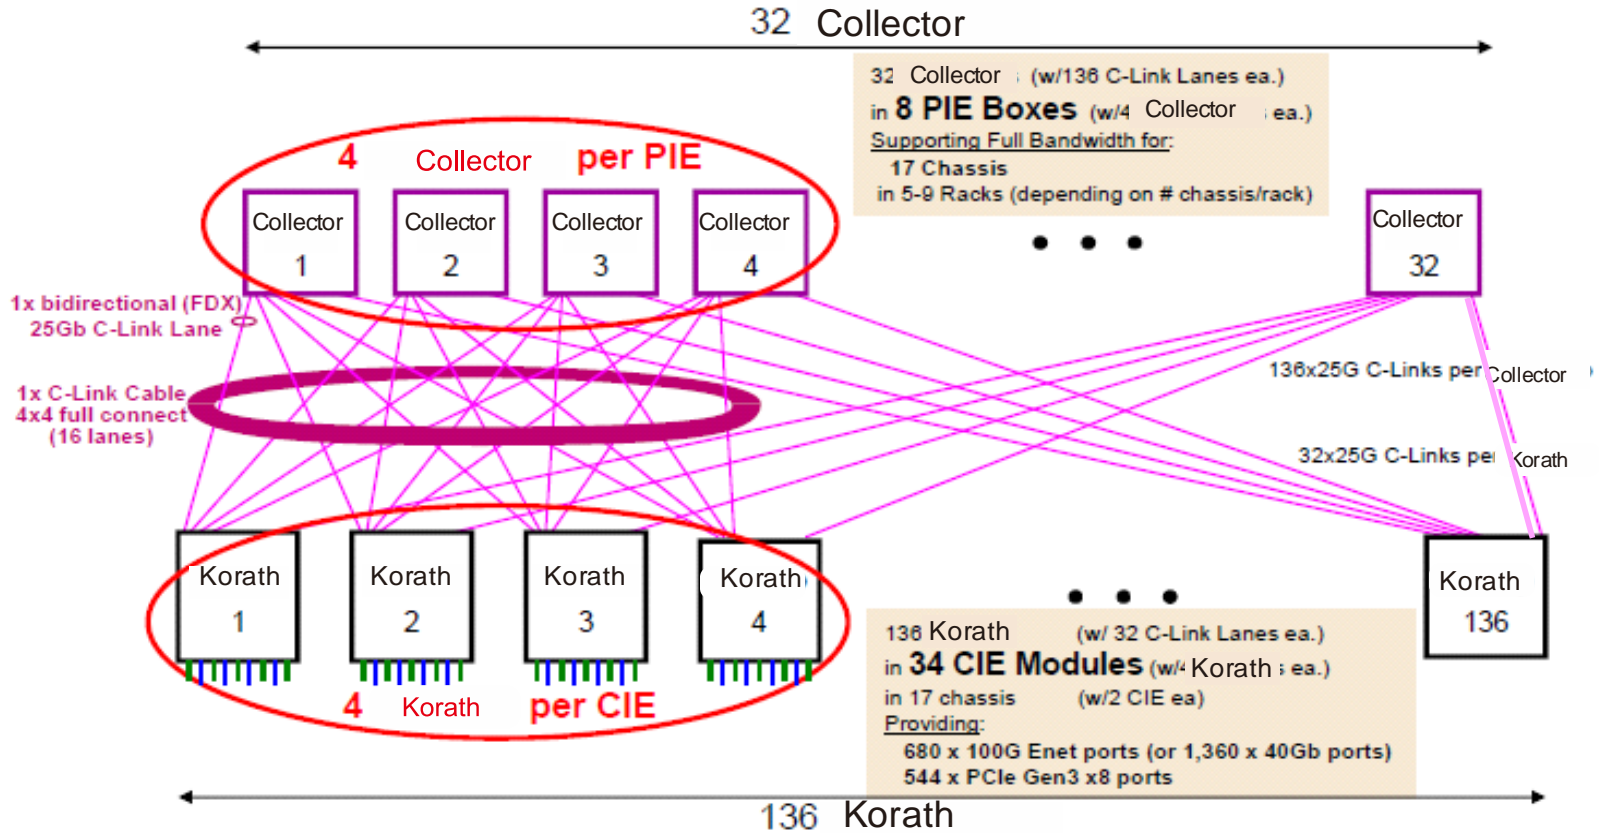 32 Collector
32 Collector (w/136 C-Link Lanes ea.)
in 8 PIE Boxes (w/4 Collector ea.)
Supporting Full Bandwidth for:
17 Chassis
in 5-9 Racks (depending on # chassis/rack)
4 Collector per PIE
Collector
1
Collector
2
Collector
3
Collector
4
Collector
32
1x bidirectional (FDX)
25Gb C-Link Lane
1x C-Link Cable
4x4 full connect
(16 lanes)
136x25G C-Links per Collector
32x25G C-Links per Korath
Korath
1
Korath
2
Korath
3
Korath
4
Korath
136
4 Korath per CIE
136 Korath (w/ 32 C-Link Lanes ea.)
in 34 CIE Modules (w/4 Korath s ea.)
in 17 chassis (w/2 CIE ea)
Providing:
680 x 100G Enet ports (or 1,360 x 40Gb ports)
544 x PCIe Gen3 x8 ports
136 Korath